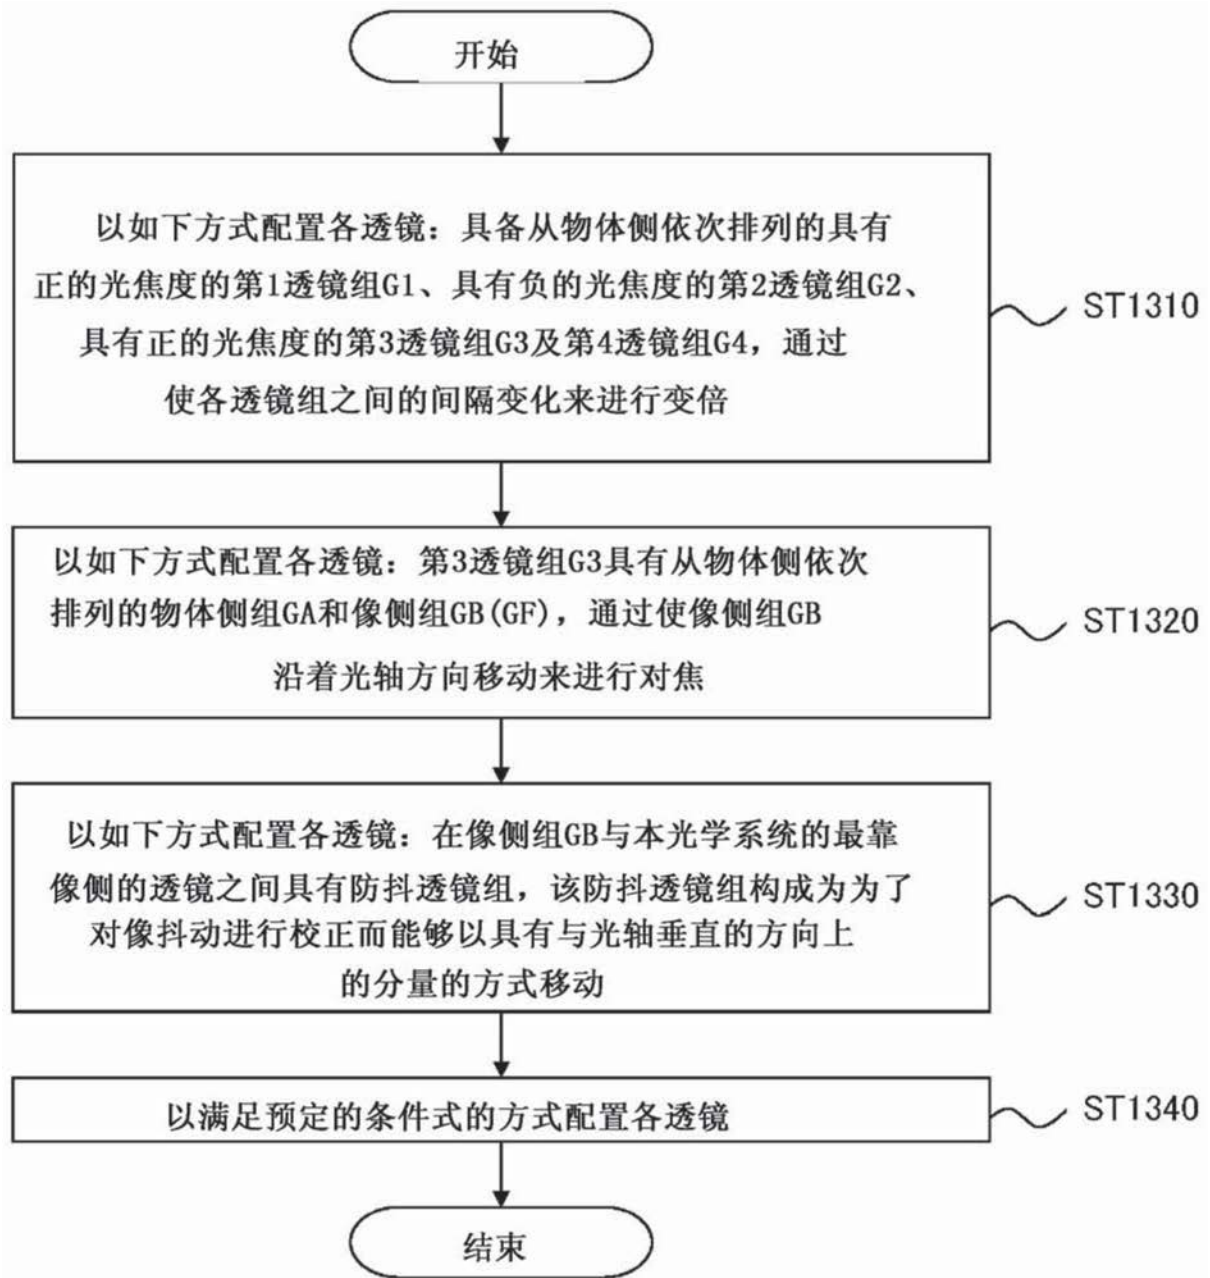 开始
以如下方式配置各透镜：具备从物体侧依次排列的具有
正的光焦度的第1透镜组G1、具有负的光焦度的第2透镜组G2、
具有正的光焦度的第3透镜组G3及第4透镜组G4，通过
使各透镜组之间的间隔变化来进行变倍
ST1310
以如下方式配置各透镜：第3透镜组G3具有从物体侧依次
排列的物体侧组GA和像侧组GB(GF)，通过使像侧组GB
沿着光轴方向移动来进行对焦
ST1320
以如下方式配置各透镜：在像侧组GB与本光学系统的最靠
像侧的透镜之间具有防抖透镜组，该防抖透镜组构成为为了
对像抖动进行校正而能够以具有与光轴垂直的方向上
的分量的方式移动
ST1330
以满足预定的条件式的方式配置各透镜
ST1340
结束